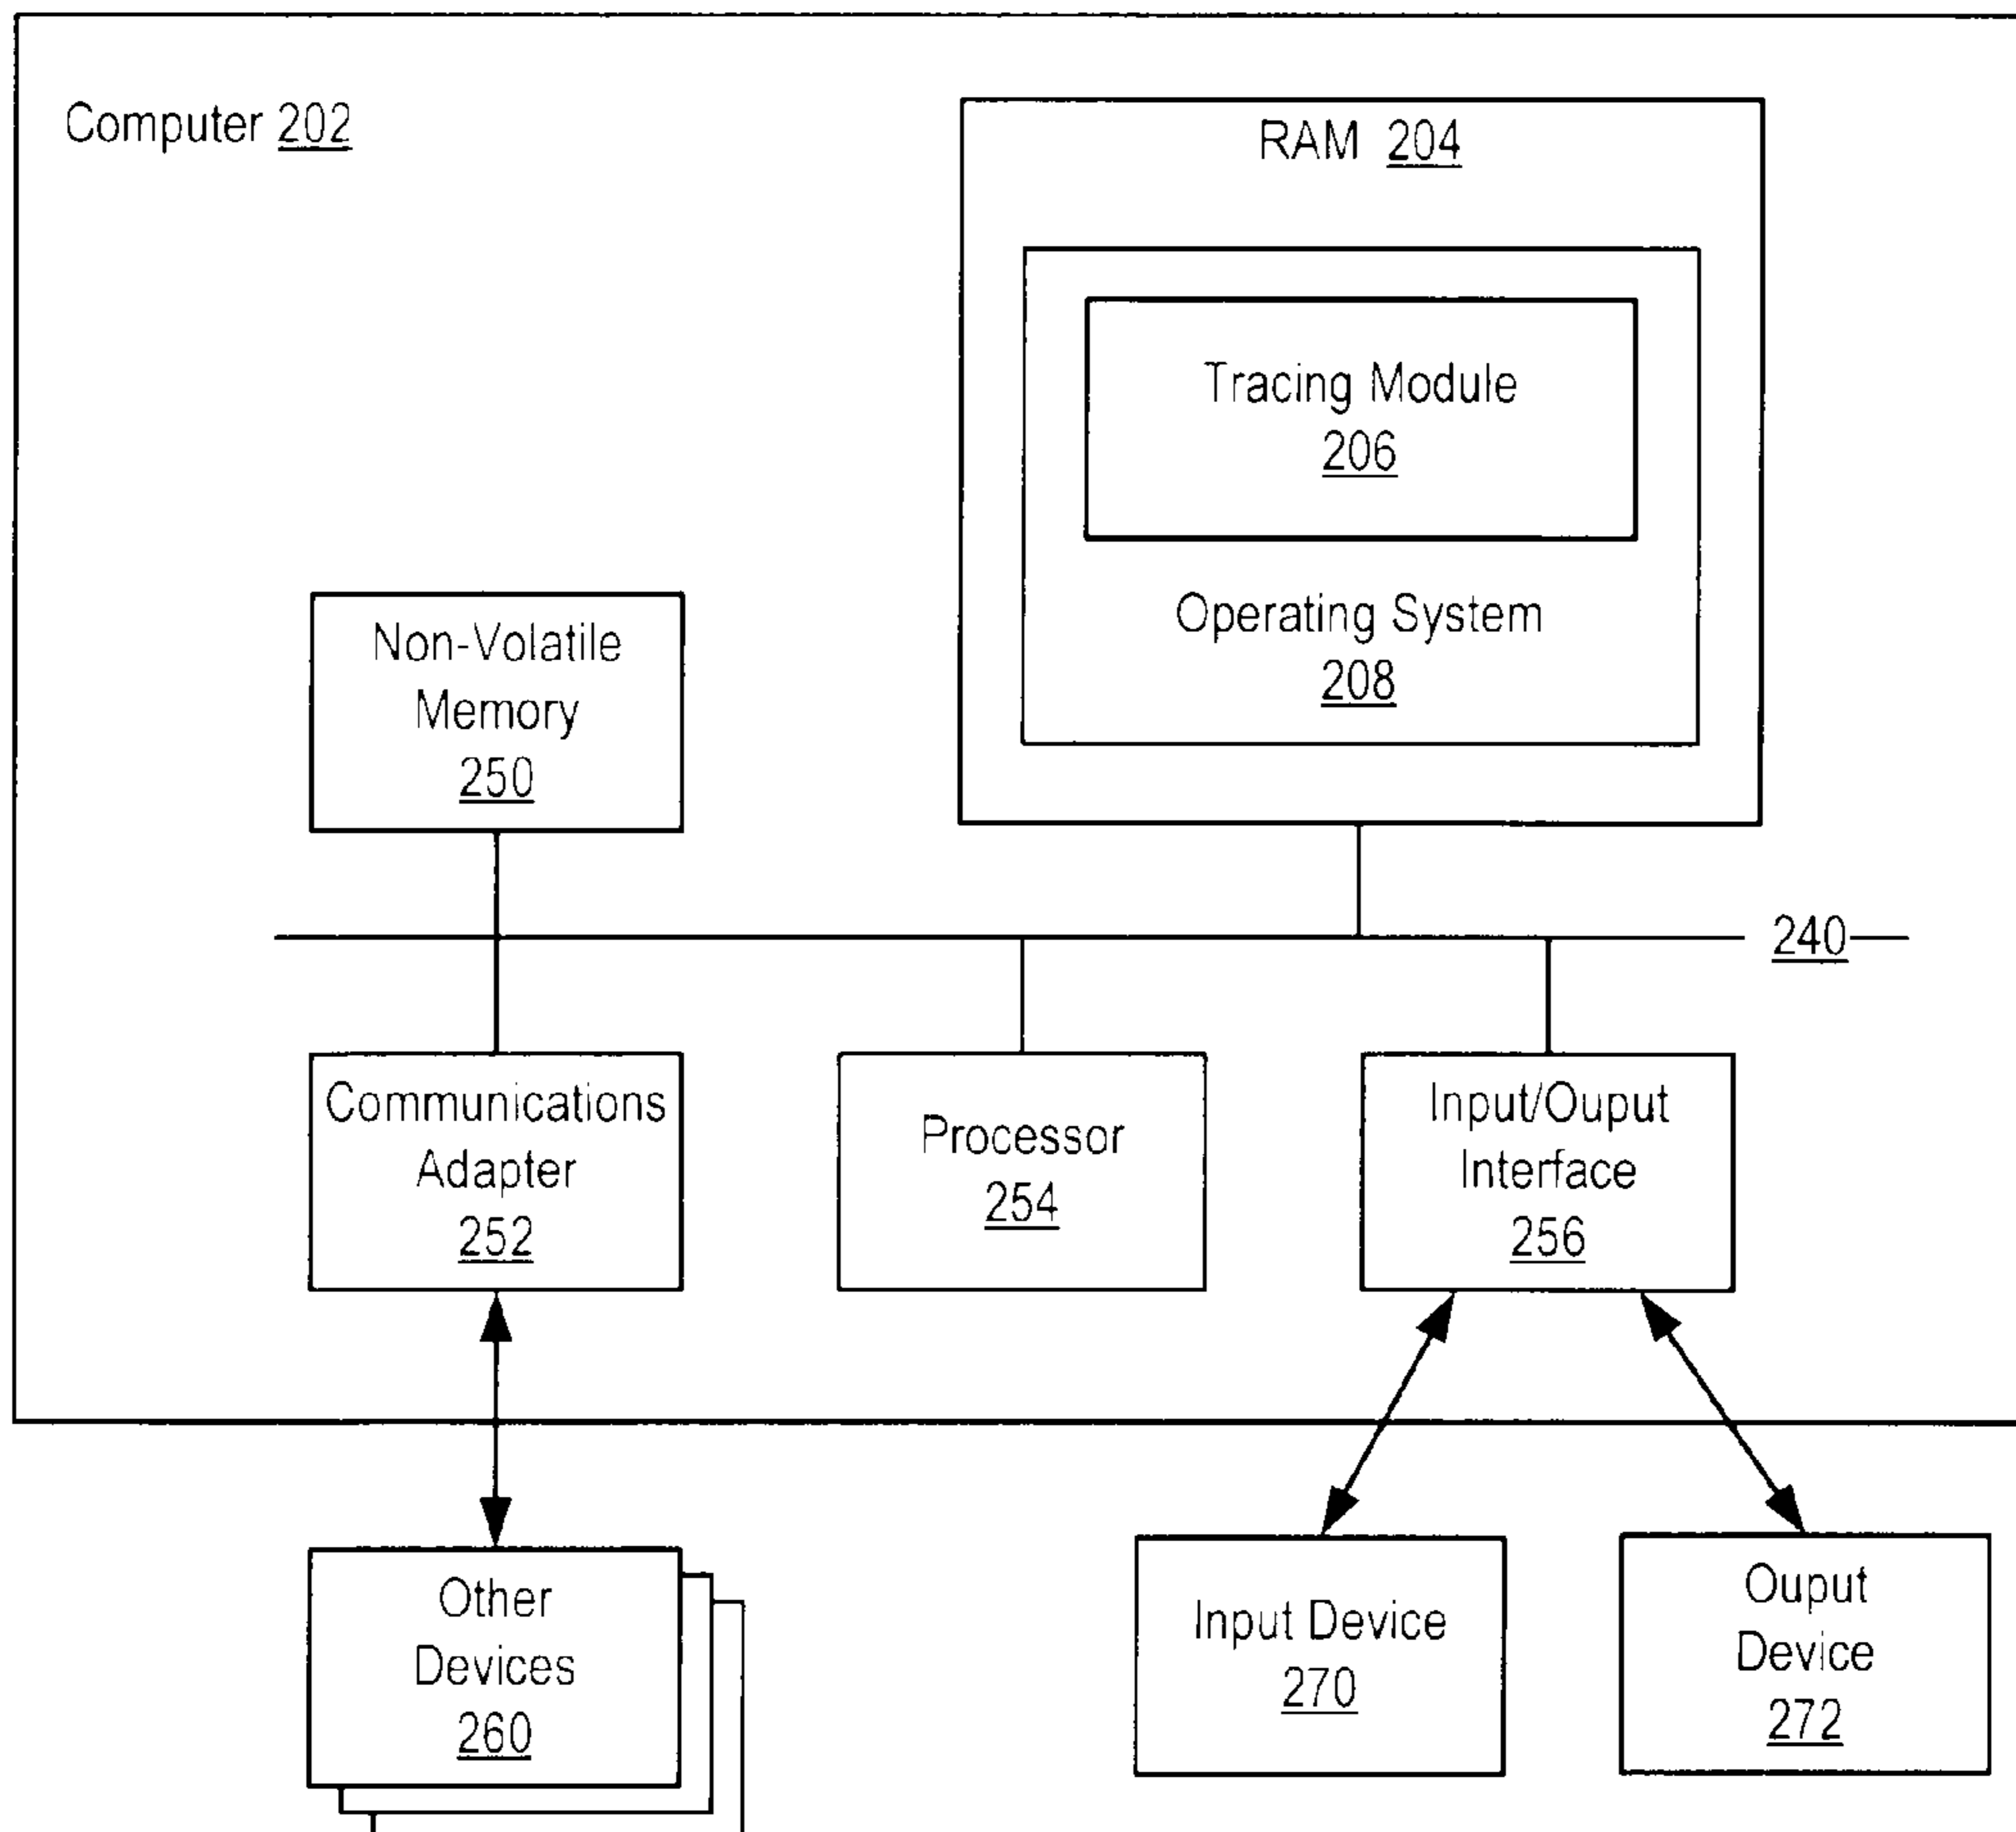 Computer 202
RAM 204
Tracing Module
206
Operating System
208
Non-Volatile
Memory
250
240
Communications
Adapter
252
Processor
254
Input/Ouput
Interface
256
Other
Devices
260
Input Device
270
Ouput
Device
272